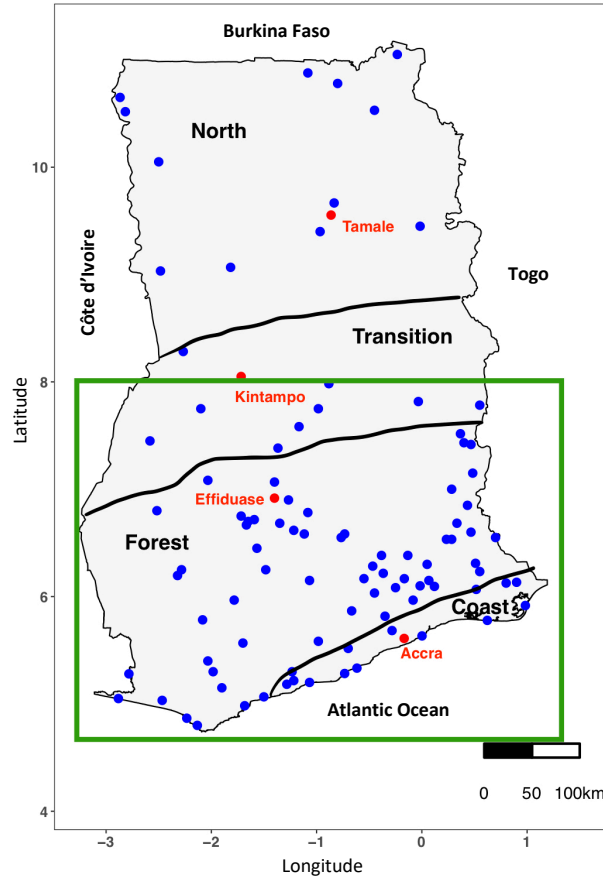 Burkina Faso
North
10
Tamale
Côte d'Ivoire
Togo
Transition
8
Kintampo
Latitude
Effiduase
Forest
6
Coast
Accra
Atlantic Ocean
0 50 100km
4
−3 −2 −1 0 1
Longitude